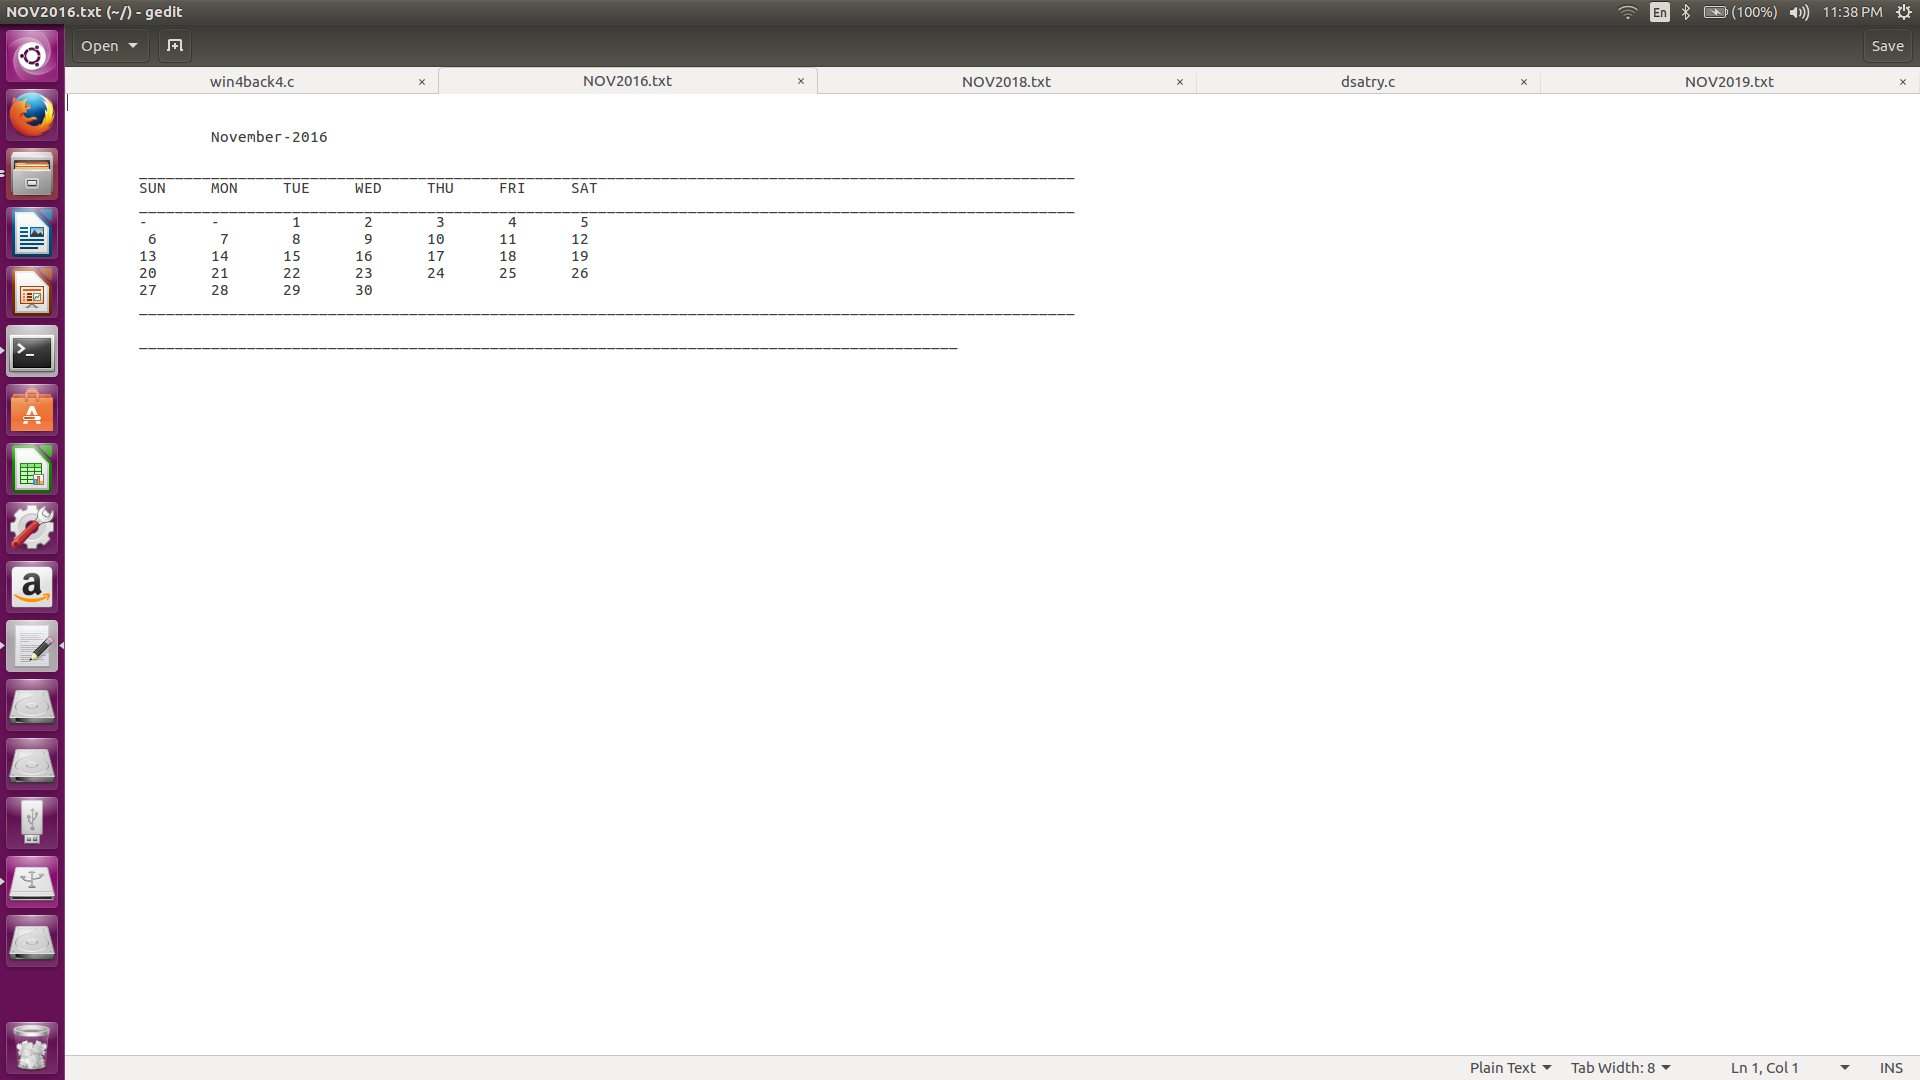 NOV2016.txt (~/) - gedit
En (100%) 11:38 PM
Open Save
win4back4.c × NOV2016.txt × NOV2018.txt × dsatry.c × NOV2019.txt ×
November-2016
SUN MON TUE WED THU FRI SAT
- - 1 2 3 4 5
6 7 8 9 10 11 12
13 14 15 16 17 18 19
20 21 22 23 24 25 26
27 28 29 30
Plain Text Tab Width: 8 Ln 1, Col 1 INS